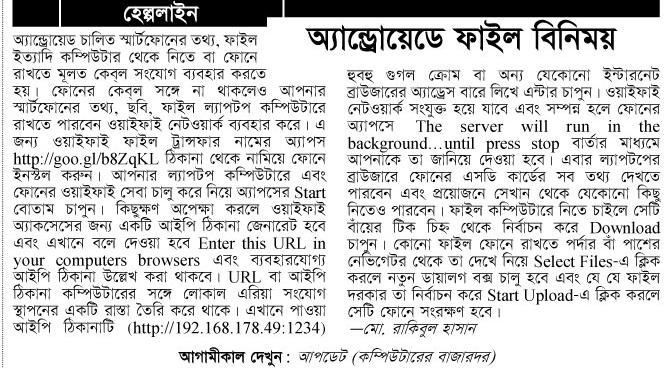 হেল্পলাইন
অ্যান্ড্রোয়েডে ফাইল বিনিময়
অ্যান্ড্রোয়েড চালিত স্মার্টফোনের তথ্য, ফাইল
ইত্যাদি কম্পিউটার থেকে নিতে বা ফোনে
রাখতে মূলত কেবল সংযোগ ব্যবহার করতে
হয়। ফোনের কেবল সঙ্গে না থাকলেও আপনার
স্মার্টফোনের তথ্য, ছবি, ফাইল ল্যাপটপ কম্পিউটারে
রাখতে পারবেন ওয়াইফাই নেটওয়ার্ক ব্যবহার করে। এ
জন্য ওয়াইফাই ফাইল ট্রান্সফার নামের অ্যাপস
http://goo.gl/b8ZqKL ঠিকানা থেকে নামিয়ে ফোনে
ইনস্টল করুন। আপনার ল্যাপটপ কম্পিউটারে এবং
ফোনের ওয়াইফাই সেবা চালু করে নিয়ে অ্যাপসের Start
বোতাম চাপুন। কিছুক্ষণ অপেক্ষা করলে ওয়াইফাই
অ্যাকসেসের জন্য একটি আইপি ঠিকানা জেনারেট হবে
এবং এখানে বলে দেওয়া হবে Enter this URL in
your computers browsers এবং ব্যবহারযোগ্য
আইপি ঠিকানা উল্লেখ করা থাকবে। URL বা আইপি
ঠিকানা কম্পিউটারের সঙ্গে লোকাল এরিয়া সংযোগ
স্থাপনের একটি রাস্তা তৈরি করে থাকে। এখানে পাওয়া
আইপি ঠিকানাটি (http://192.168.178.49:1234)
হুবহু গুগল ক্রোম বা অন্য যেকোনো ইন্টারনেট
ব্রাউজারের অ্যাড্রেস বারে লিখে এন্টার চাপুন। ওয়াইফাই
নেটওয়ার্ক সংযুক্ত হয়ে যাবে এবং সম্পন্ন হলে ফোনের
অ্যাপসে The server will run in the
background...until press stop বার্তার মাধ্যমে
আপনাকে তা জানিয়ে দেওয়া হবে। এবার ল্যাপটপের
ব্রাউজারে ফোনের এসডি কার্ডের সব তথ্য দেখতে
পারবেন এবং প্রয়োজনে সেখান থেকে যেকোনো কিছু
নিতেও পারবেন। ফাইল কম্পিউটারে নিতে চাইলে সেটি
বাঁয়ের টিক চিহ্ন থেকে নির্বাচন করে Download
চাপুন। কোনো ফাইল ফোনে রাখতে পর্দার বাঁ পাশের
নেভিগেটর থেকে তা দেখে নিয়ে Select Files-এ ক্লিক
করলে নতুন ডায়ালগ বক্স চালু হবে এবং যে যে ফাইল
দরকার তা নির্বাচন করে Start Upload-এ ক্লিক করলে
সেটি ফোনে সংরক্ষণ হবে।
—মো. রাকিবুল হাসান
আগামীকাল দেখুন : আপডেট (কম্পিউটারের বাজারদর)